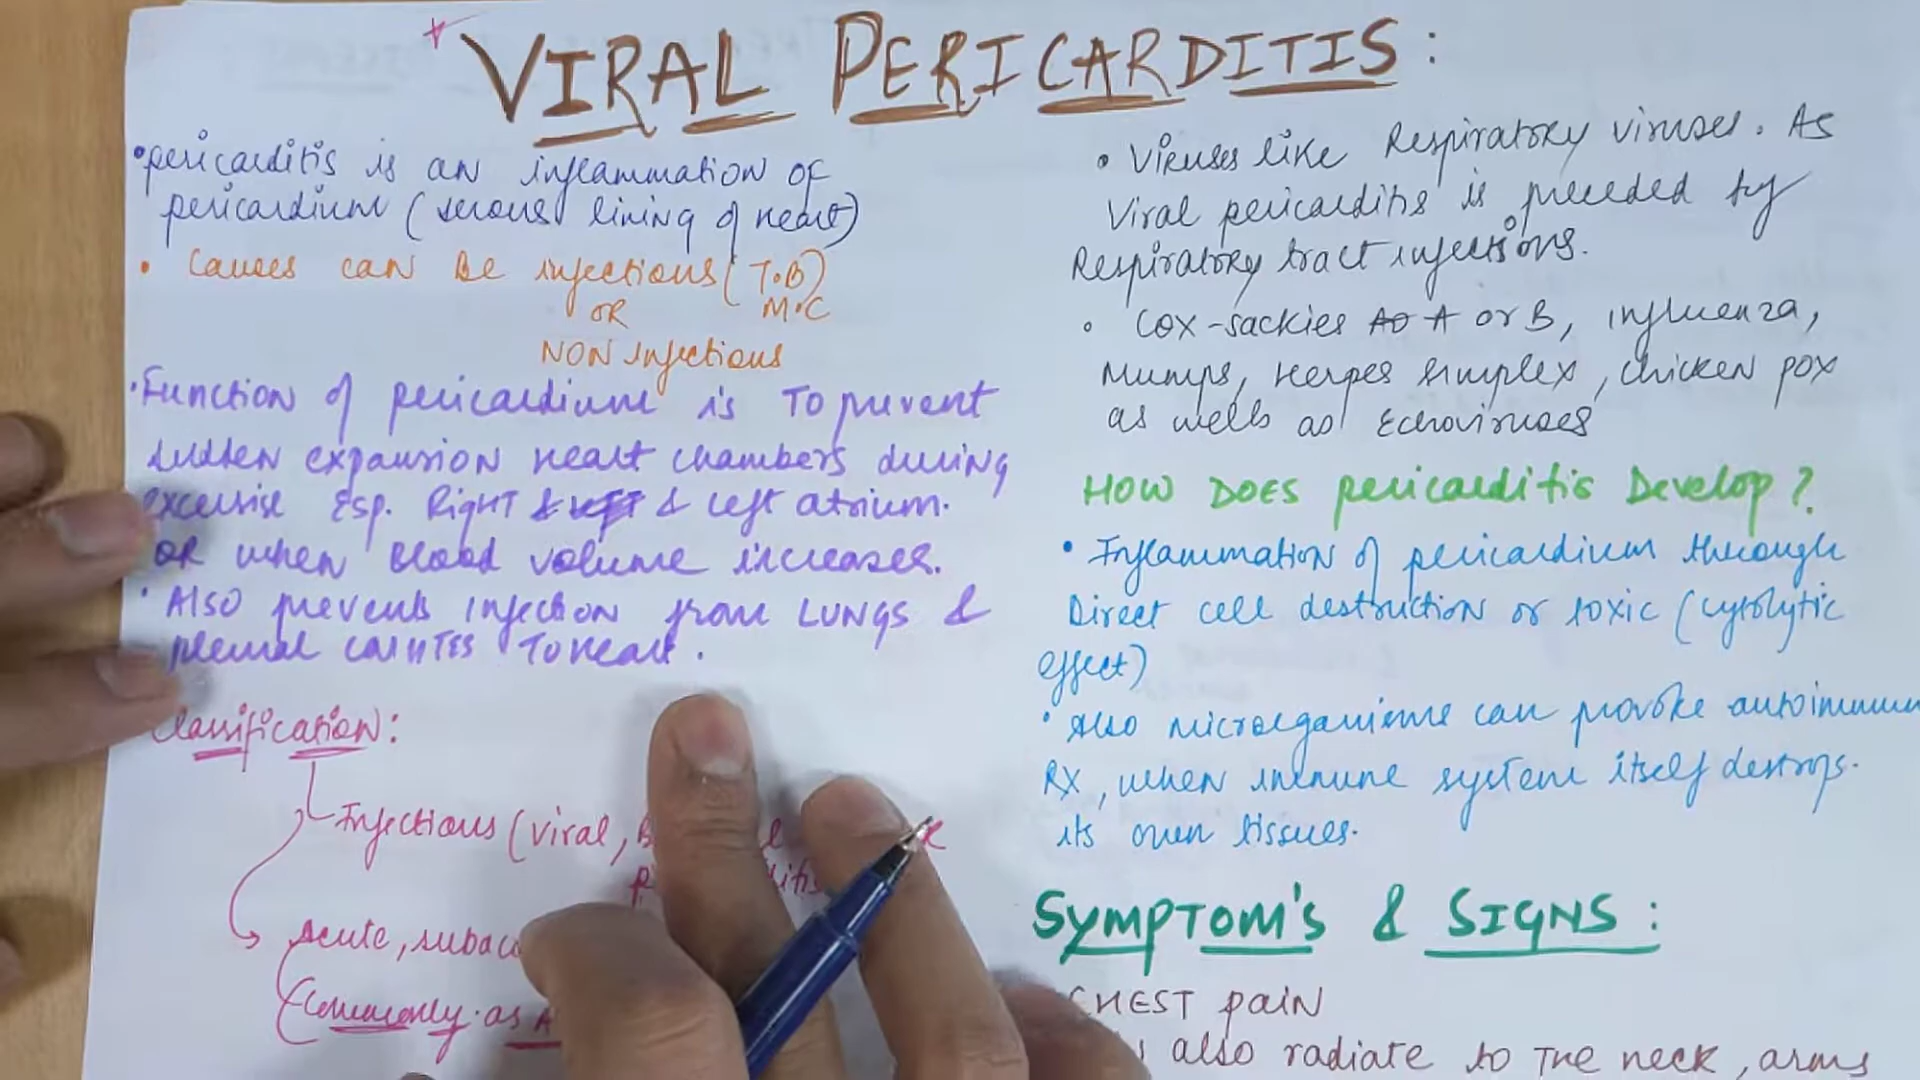 VIRAL PERICARDITIS:
• pericarditis is an inflammation of
pericardium (serous lining of heart)
• Causes can be infectious (T.B)
OR M.C
NON infectious
• Function of pericardium is To prevent
sudden expansion heart chambers during
Esp. Right & left & left atrium.
OR when Blood volume increases.
• Also prevents infection from LUNGS &
pleural cavities To heart.
Classification:
Infectious (viral,
Acute,
(Commonly as
• Viruses like Respiratory viruses. As
Viral pericarditis is preceded by
Respiratory tract infections.
• Cox-sackies AO A or B, influenza,
Mumps, Herpes simplex, chicken pox
as wells as Echoviruses
HOW DOES pericarditis Develop?
• Inflammation of pericardium through
Direct cell destruction or toxic (cytolytic
effect)
• Also microorganisms can provoke
RX, when immune system itself destroys
its own tissues.
SYMPTOM'S & SIGNS:
CHEST pain
also radiate to The neck, arms